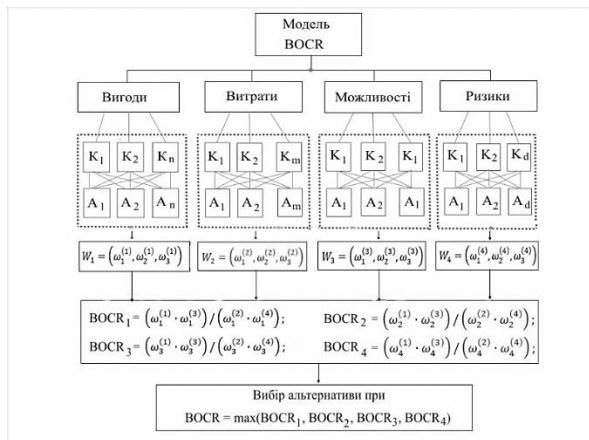 Модель
BOCR
Вигоди Витрати Можливості Ризики
K₁ K₂ Kₙ K₁ K₂ Kₘ K₁ K₂ K₁ K₁ K₂ K_d
A₁ A₂ Aₙ A₁ A₂ Aₘ A₁ A₂ A₁ A₁ A₂ A_d
W₁ = (ω₁⁽¹⁾, ω₂⁽¹⁾, ω₃⁽¹⁾) W₂ = (ω₁⁽²⁾, ω₂⁽²⁾, ω₃⁽²⁾) W₃ = (ω₁⁽³⁾, ω₂⁽³⁾, ω₃⁽³⁾) W₄ = (ω₁⁽⁴⁾, ω₂⁽⁴⁾, ω₃⁽⁴⁾)
BOCR₁ = (ω₁⁽¹⁾ · ω₁⁽³⁾) / (ω₁⁽²⁾ · ω₁⁽⁴⁾); BOCR₂ = (ω₂⁽¹⁾ · ω₂⁽³⁾) / (ω₂⁽²⁾ · ω₂⁽⁴⁾);
BOCR₃ = (ω₃⁽¹⁾ · ω₃⁽³⁾) / (ω₃⁽²⁾ · ω₃⁽⁴⁾); BOCR₄ = (ω₄⁽¹⁾ · ω₄⁽³⁾) / (ω₄⁽²⁾ · ω₄⁽⁴⁾);
Вибір альтернативи при
BOCR = max(BOCR₁, BOCR₂, BOCR₃, BOCR₄)